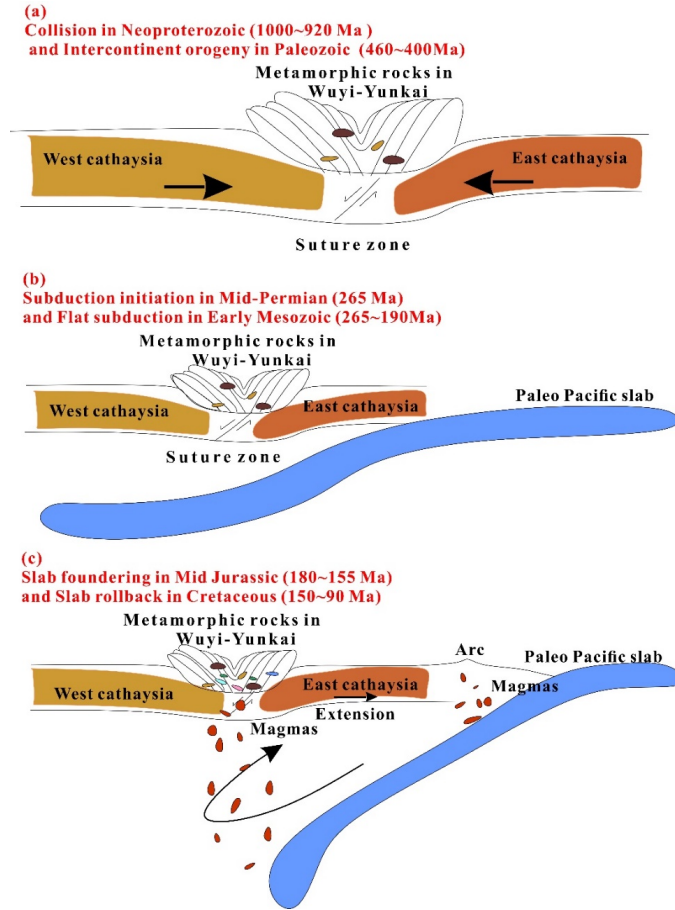 (a)
Collision in Neoproterozoic (1000~920 Ma )
and Intercontinent orogeny in Paleozoic (460~400Ma)
Metamorphic rocks in
Wuyi-Yunkai
West cathaysia
East cathaysia
Suture zone
(b)
Subduction initiation in Mid-Permian (265 Ma)
and Flat subduction in Early Mesozoic (265~190Ma)
Metamorphic rocks in
Wuyi-Yunkai
West cathaysia
East cathaysia
Paleo Pacific slab
Suture zone
(c)
Slab foundering in Mid Jurassic (180~155 Ma)
and Slab rollback in Cretaceous (150~90 Ma)
Metamorphic rocks in
Wuyi-Yunkai
Arc
Paleo Pacific slab
West cathaysia
East cathaysia
Magmas
Extension
Magmas